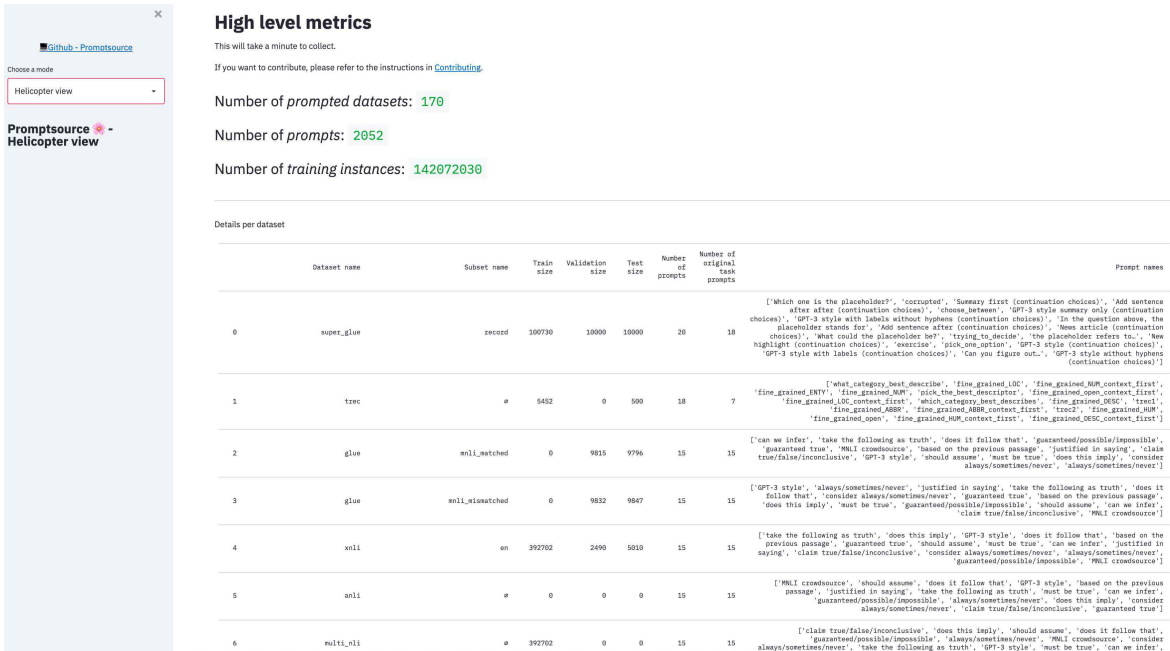 ×
Github - Promptsource
Choose a mode
Helicopter view
Promptsource 🌸 -
Helicopter view
High level metrics
This will take a minute to collect.
If you want to contribute, please refer to the instructions in Contributing.
Number of prompted datasets: 170
Number of prompts: 2052
Number of training instances: 142072030
Details per dataset
Dataset name Subset name Train size Validation size Test size Number of prompts Number of original task prompts Prompt names
0 super_glue record 100730 10000 10000 20 18
['Which one is the placeholder?', 'corrupted', 'Summary first (continuation choices)', 'Add sentence
after after (continuation choices)', 'choose_between', 'GPT-3 style summary only (continuation
choices)', 'GPT-3 style with labels without hyphens (continuation choices)', 'In the question above, the
placeholder stands for', 'Add sentence after (continuation choices)', 'News article (continuation
choices)', 'What could the placeholder be?', 'trying_to_decide', 'the placeholder refers to…', 'New
highlight (continuation choices)', 'exercise', 'pick_one_option', 'GPT-3 style (continuation choices)',
'GPT-3 style with labels (continuation choices)', 'Can you figure out…', 'GPT-3 style without hyphens
(continuation choices)']
1 trec ∅ 5452 0 500 18 7
['what_category_best_describe', 'fine_grained_LOC', 'fine_grained_NUM_context_first',
'fine_grained_ENTY', 'fine_grained_NUM', 'pick_the_best_descriptor', 'fine_grained_open_context_first',
'fine_grained_LOC_context_first', 'which_category_best_describes', 'fine_grained_DESC', 'trec1',
'fine_grained_ABBR', 'fine_grained_ABBR_context_first', 'trec2', 'fine_grained_HUM',
'fine_grained_open', 'fine_grained_HUM_context_first', 'fine_grained_DESC_context_first']
2 glue mnli_matched 0 9815 9796 15 15
['can we infer', 'take the following as truth', 'does it follow that', 'guaranteed/possible/impossible',
'guaranteed true', 'MNLI crowdsource', 'based on the previous passage', 'justified in saying', 'claim
true/false/inconclusive', 'GPT-3 style', 'should assume', 'must be true', 'does this imply', 'consider
always/sometimes/never', 'always/sometimes/never']
3 glue mnli_mismatched 0 9832 9847 15 15
['GPT-3 style', 'always/sometimes/never', 'justified in saying', 'take the following as truth', 'does it
follow that', 'consider always/sometimes/never', 'guaranteed true', 'based on the previous passage',
'does this imply', 'must be true', 'guaranteed/possible/impossible', 'should assume', 'can we infer',
'claim true/false/inconclusive', 'MNLI crowdsource']
4 xnli en 392702 2490 5010 15 15
['take the following as truth', 'does this imply', 'GPT-3 style', 'does it follow that', 'based on the
previous passage', 'guaranteed true', 'should assume', 'must be true', 'can we infer', 'justified in
saying', 'claim true/false/inconclusive', 'consider always/sometimes/never', 'always/sometimes/never',
'guaranteed/possible/impossible', 'MNLI crowdsource']
5 anli ∅ 0 0 0 15 15
['MNLI crowdsource', 'should assume', 'does it follow that', 'GPT-3 style', 'based on the previous
passage', 'justified in saying', 'take the following as truth', 'must be true', 'can we infer',
'guaranteed/possible/impossible', 'always/sometimes/never', 'does this imply', 'consider
always/sometimes/never', 'claim true/false/inconclusive', 'guaranteed true']
6 multi_nli ∅ 392702 0 0 15 15
['claim true/false/inconclusive', 'does this imply', 'should assume', 'does it follow that',
'guaranteed/possible/impossible', 'always/sometimes/never', 'MNLI crowdsource', 'consider
always/sometimes/never', 'take the following as truth', 'GPT-3 style', 'must be true', 'can we infer',